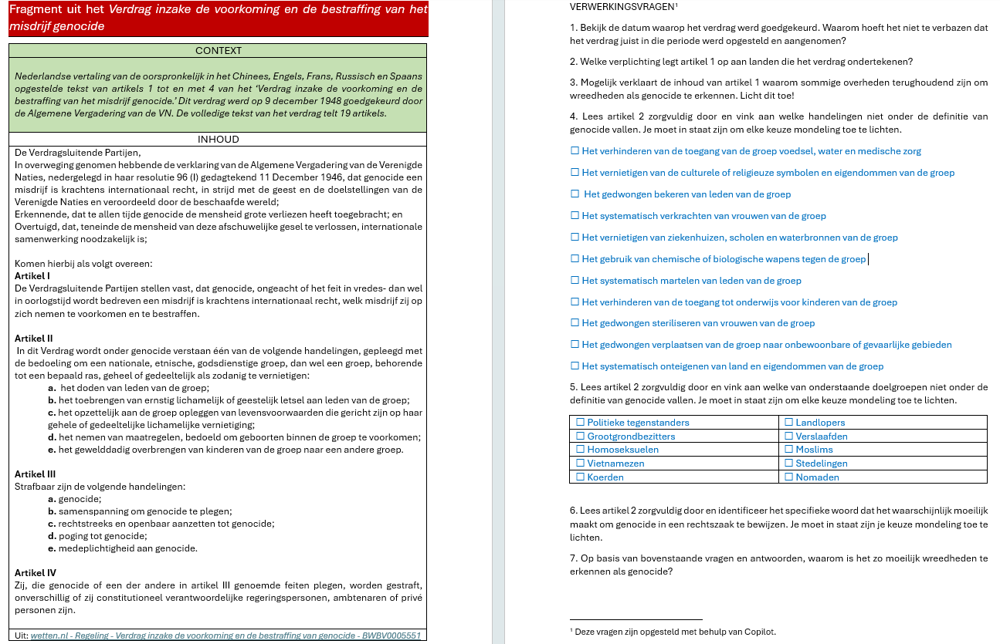 Fragment uit het Verdrag inzake de voorkoming en de bestraffing van het
misdrijf genocide
CONTEXT
Nederlandse vertaling van de oorspronkelijk in het Chinees, Engels, Frans, Russisch en Spaans
opgestelde tekst van artikels 1 tot en met 4 van het ‘Verdrag inzake de voorkoming en de
bestraffing van het misdrijf genocide.’ Dit verdrag werd op 9 december 1948 goedgekeurd door
de Algemene Vergadering van de VN. De volledige tekst van het verdrag telt 19 artikels.
INHOUD
De Verdragsluitende Partijen,
In overweging genomen hebbende de verklaring van de Algemene Vergadering van de Verenigde
Naties, nedergelegd in haar resolutie 96 (I) gedagtekend 11 December 1946, dat genocide een
misdrijf is krachtens internationaal recht, in strijd met de geest en de doelstellingen van de
Verenigde Naties en veroordeeld door de beschaafde wereld;
Erkennende, dat te allen tijde genocide de mensheid grote verliezen heeft toegebracht; en
Overtuigd, dat, teneinde de mensheid van deze afschuwelijke gesel te verlossen, internationale
samenwerking noodzakelijk is;
Komen hierbij als volgt overeen:
Artikel I
De Verdragsluitende Partijen stellen vast, dat genocide, ongeacht of het feit in vredes- dan wel
in oorlogstijd wordt bedreven een misdrijf is krachtens internationaal recht, welk misdrijf zij op
zich nemen te voorkomen en te bestraffen.
Artikel II
In dit Verdrag wordt onder genocide verstaan één van de volgende handelingen, gepleegd met
de bedoeling om een nationale, etnische, godsdienstige groep, dan wel een groep, behorende
tot een bepaald ras, geheel of gedeeltelijk als zodanig te vernietigen:
a. het doden van leden van de groep;
b. het toebrengen van ernstig lichamelijk of geestelijk letsel aan leden van de groep;
c. het opzettelijk aan de groep opleggen van levensvoorwaarden die gericht zijn op haar
gehele of gedeeltelijke lichamelijke vernietiging;
d. het nemen van maatregelen, bedoeld om geboorten binnen de groep te voorkomen;
e. het gewelddadig overbrengen van kinderen van de groep naar een andere groep.
Artikel III
Strafbaar zijn de volgende handelingen:
a. genocide;
b. samenspanning om genocide te plegen;
c. rechtstreeks en openbaar aanzetten tot genocide;
d. poging tot genocide;
e. medeplichtigheid aan genocide.
Artikel IV
Zij, die genocide of een der andere in artikel III genoemde feiten plegen, worden gestraft,
onverschillig of zij constitutioneel verantwoordelijke regeringspersonen, ambtenaren of privé
personen zijn.
Uit: wetten.nl - Regeling - Verdrag inzake de voorkoming en de bestraffing van genocide - BWBV0005551
VERWERKINGSVRAGEN¹
1. Bekijk de datum waarop het verdrag werd goedgekeurd. Waarom hoeft het niet te verbazen dat
het verdrag juist in die periode werd opgesteld en aangenomen?
2. Welke verplichting legt artikel 1 op aan landen die het verdrag ondertekenen?
3. Mogelijk verklaart de inhoud van artikel 1 waarom sommige overheden terughoudend zijn om
wreedheden als genocide te erkennen. Licht dit toe!
4. Lees artikel 2 zorgvuldig door en vink aan welke handelingen niet onder de definitie van
genocide vallen. Je moet in staat zijn om elke keuze mondeling toe te lichten.
☐ Het verhinderen van de toegang van de groep voedsel, water en medische zorg
☐ Het vernietigen van de culturele of religieuze symbolen en eigendommen van de groep
☐ Het gedwongen bekeren van leden van de groep
☐ Het systematisch verkrachten van vrouwen van de groep
☐ Het vernietigen van ziekenhuizen, scholen en waterbronnen van de groep
☐ Het gebruik van chemische of biologische wapens tegen de groep
☐ Het systematisch martelen van leden van de groep
☐ Het verhinderen van de toegang tot onderwijs voor kinderen van de groep
☐ Het gedwongen steriliseren van vrouwen van de groep
☐ Het gedwongen verplaatsen van de groep naar onbewoonbare of gevaarlijke gebieden
☐ Het systematisch onteigenen van land en eigendommen van de groep
5. Lees artikel 2 zorgvuldig door en vink aan welke van onderstaande doelgroepen niet onder de
definitie van genocide vallen. Je moet in staat zijn om elke keuze mondeling toe te lichten.
☐ Politieke tegenstanders ☐ Landlopers
☐ Grootgrondbezitters ☐ Verslaafden
☐ Homoseksuelen ☐ Moslims
☐ Vietnamezen ☐ Stedelingen
☐ Koerden ☐ Nomaden
6. Lees artikel 2 zorgvuldig door en identificeer het specifieke woord dat het waarschijnlijk moeilijk
maakt om genocide in een rechtszaak te bewijzen. Je moet in staat zijn je keuze mondeling toe te
lichten.
7. Op basis van bovenstaande vragen en antwoorden, waarom is het zo moeilijk wreedheden te
erkennen als genocide?
¹ Deze vragen zijn opgesteld met behulp van Copilot.